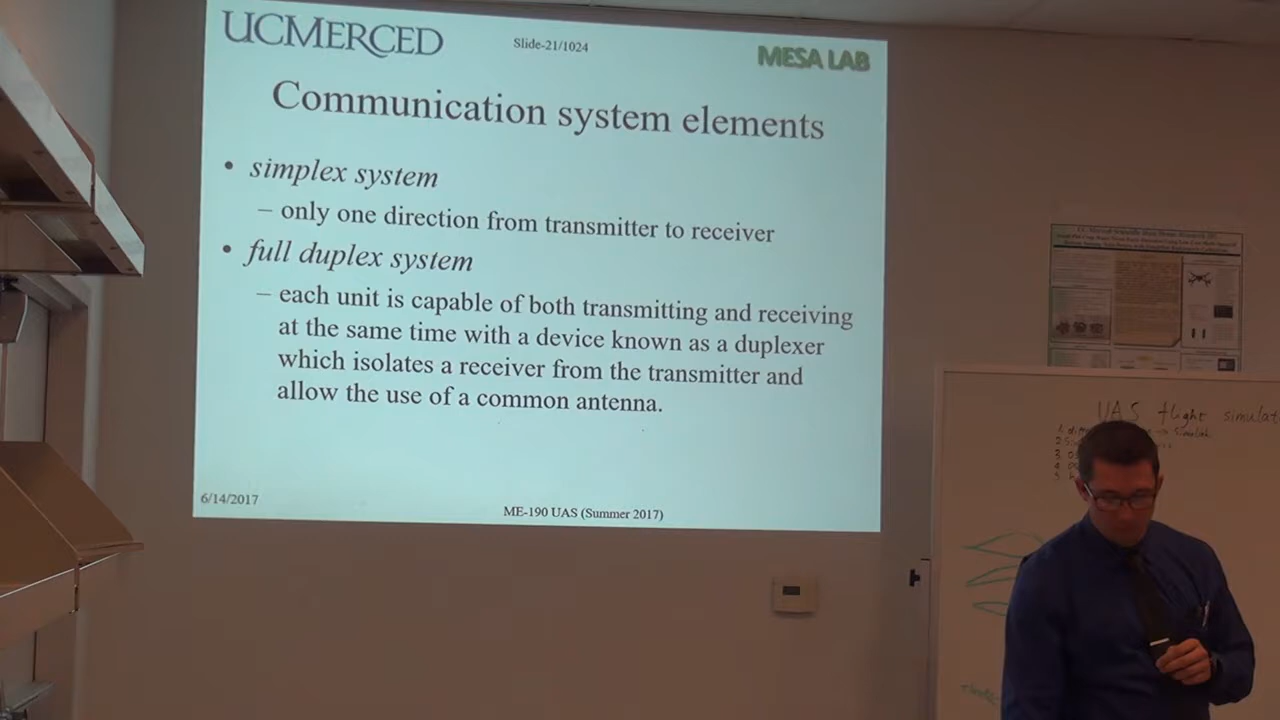 UCMERCED
Slide-21/1024
MESA LAB
Communication system elements
• simplex system
– only one direction from transmitter to receiver
• full duplex system
– each unit is capable of both transmitting and receiving
at the same time with a device known as a duplexer
which isolates a receiver from the transmitter and
allow the use of a common antenna.
6/14/2017
ME-190 UAS (Summer 2017)
UAS flight simulat